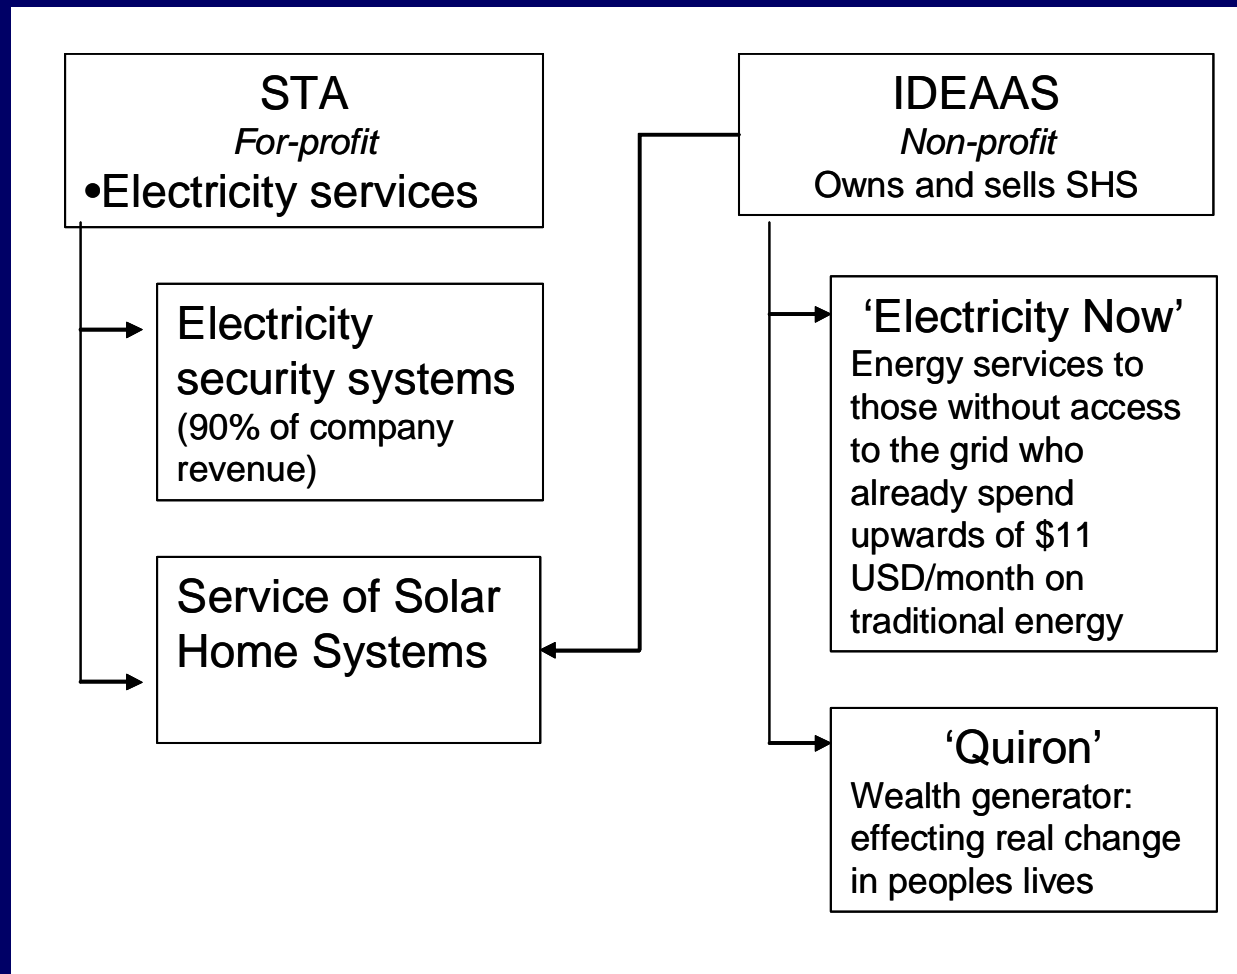 STA
For-profit
•Electricity services
Electricity
security systems
(90% of company
revenue)
Service of Solar
Home Systems
IDEAAS
Non-profit
Owns and sells SHS
‘Electricity Now’
Energy services to
those without access
to the grid who
already spend
upwards of $11
USD/month on
traditional energy
‘Quiron’
Wealth generator:
effecting real change
in peoples lives